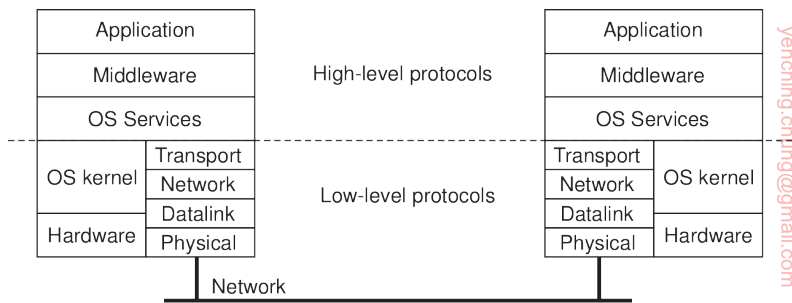 Application
Middleware
OS Services
OS kernel
Hardware
Transport
Network
Datalink
Physical
High-level protocols
Low-level protocols
Network
Application
Middleware
OS Services
Transport
Network
Datalink
Physical
OS kernel
Hardware
yencning.chung@gmail.com